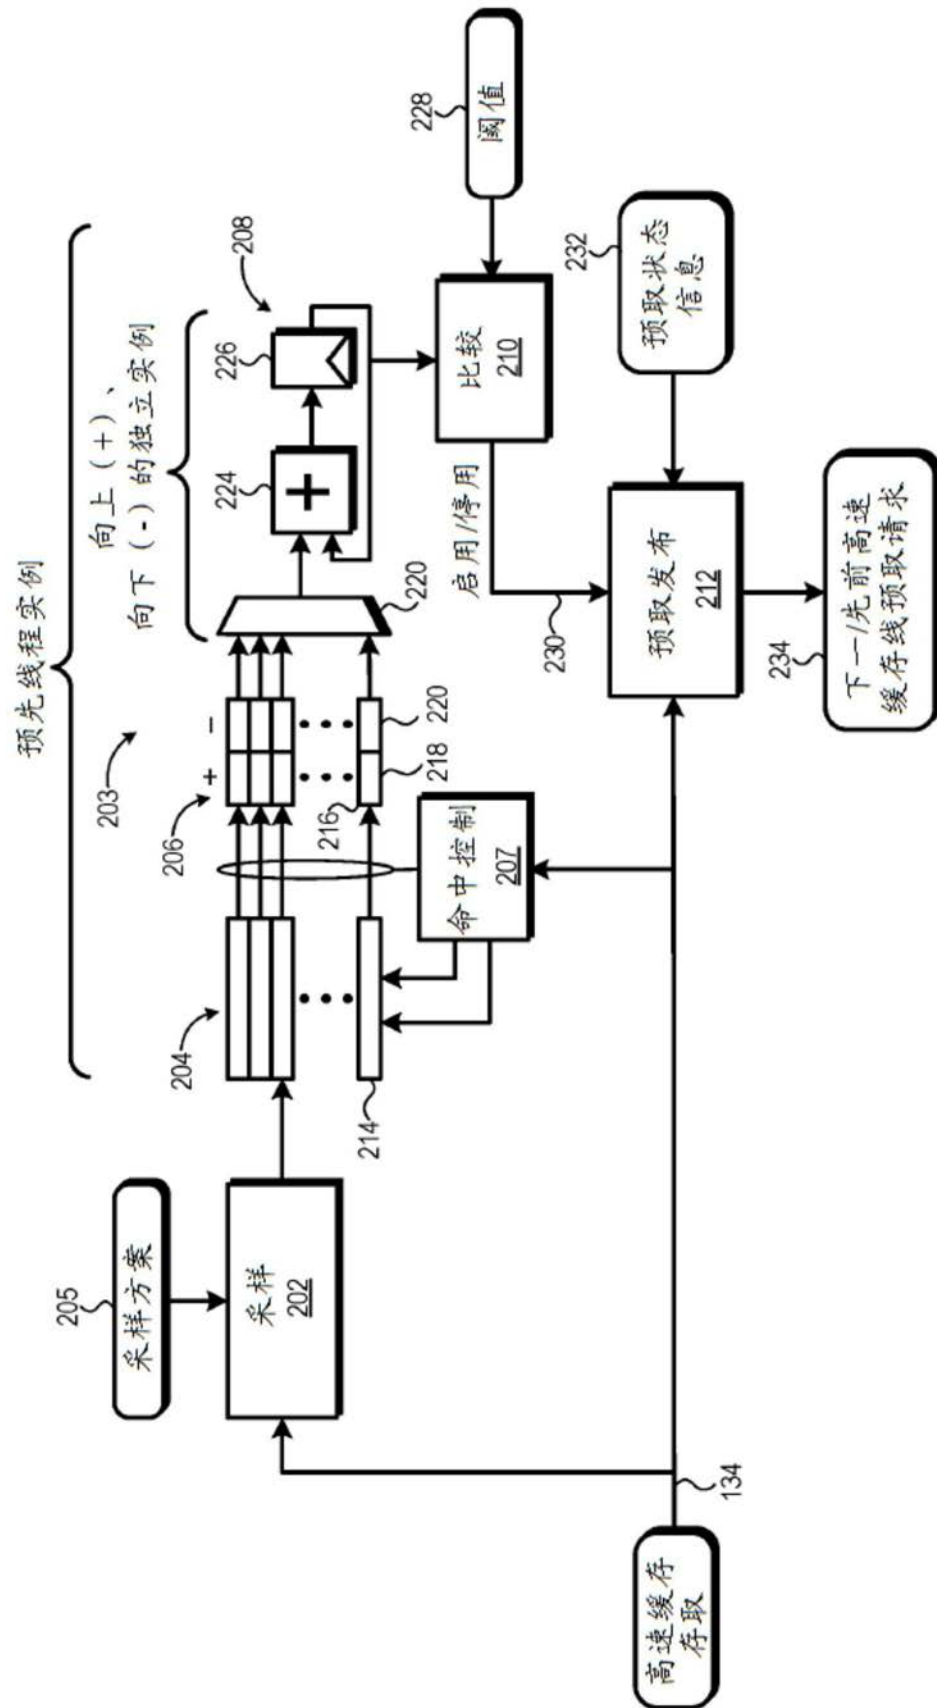 预先线程实例
向上(+)、
向下(-)的独立实例
203
206
+
-
204
216
218
220
214
220
224
226
208
228
阈值
比较
210
启用/停用
230
232
预取状态
信息
预取发布
212
234
下一/先前高速
缓存线预取请求
命中控制
207
205
采样方案
采样
202
134
高速缓存
存取